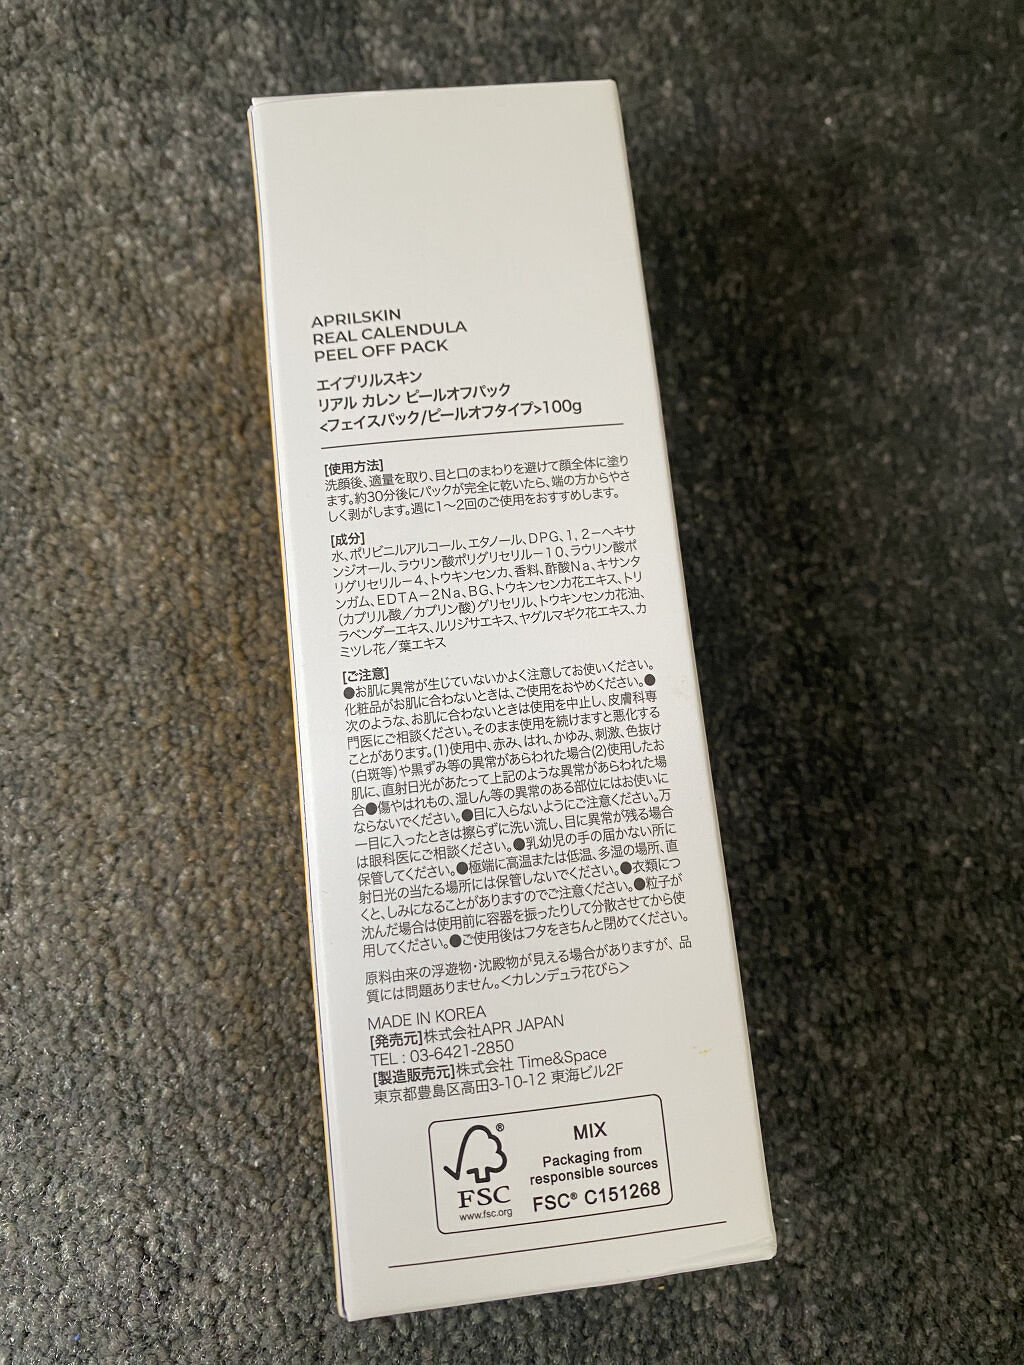 APRILSKIN
REAL CALENDULA
PEEL OFF PACK
エイプリルスキン
リアル カレン ピールオフパック
<フェイスパック/ピールオフタイプ>100g
[使用方法]
洗顔後、適量を取り、目と口のまわりを避けて顔全体に塗り
ます。約30分後にパックが完全に乾いたら、端の方からやさ
しく剥がします。週に1〜2回のご使用をおすすめします。
[成分]
水、ポリビニルアルコール、エタノール、DPG、1,2-ヘキサ
ンジオール、ラウリン酸ポリグリセリル-10、ラウリン酸ポ
リグリセリル-4、トウキンセンカ、香料、酢酸Na、キサンタ
ンガム、EDTA-2Na、BG、トウキンセンカ花エキス、トリ
(カプリル酸/カプリン酸)グリセリル、トウキンセンカ花油、
ラベンダーエキス、ルリジサエキス、ヤグルマギク花エキス、カ
ミツレ花/葉エキス
[ご注意]
●お肌に異常が生じていないかよく注意してお使いください。
化粧品がお肌に合わないときは、ご使用をおやめください。●
次のような、お肌に合わないときは使用を中止し、皮膚科専
門医にご相談ください。そのまま使用を続けますと悪化する
ことがあります。(1)使用中、赤み、はれ、かゆみ、刺激、色抜け
(白斑等)や黒ずみ等の異常があらわれた場合(2)使用したお
肌に、直射日光があたって上記のような異常があらわれた場
合●傷やはれもの、湿しん等の異常のある部位にはお使いに
ならないでください。●目に入らないようにご注意ください。万
一目に入ったときは擦らずに洗い流し、目に異常が残る場合
は眼科医にご相談ください。●乳幼児の手の届かない所に
保管してください。●極端に高温または低温、多湿の場所、直
射日光の当たる場所には保管しないでください。●衣類につ
くと、しみになることがありますのでご注意ください。●粒子が
沈んだ場合は使用前に容器を振ったりして分散させてから使
用してください。●ご使用後はフタをきちんと閉めてください。
原料由来の浮遊物・沈殿物が見える場合がありますが、品
質には問題ありません。<カレンデュラ花びら>
MADE IN KOREA
[発売元]株式会社APR JAPAN
TEL : 03-6421-2850
[製造販売元]株式会社 Time&Space
東京都豊島区高田3-10-12 東海ビル2F
®
FSC
www.fsc.org
MIX
Packaging from
responsible sources
FSC® C151268